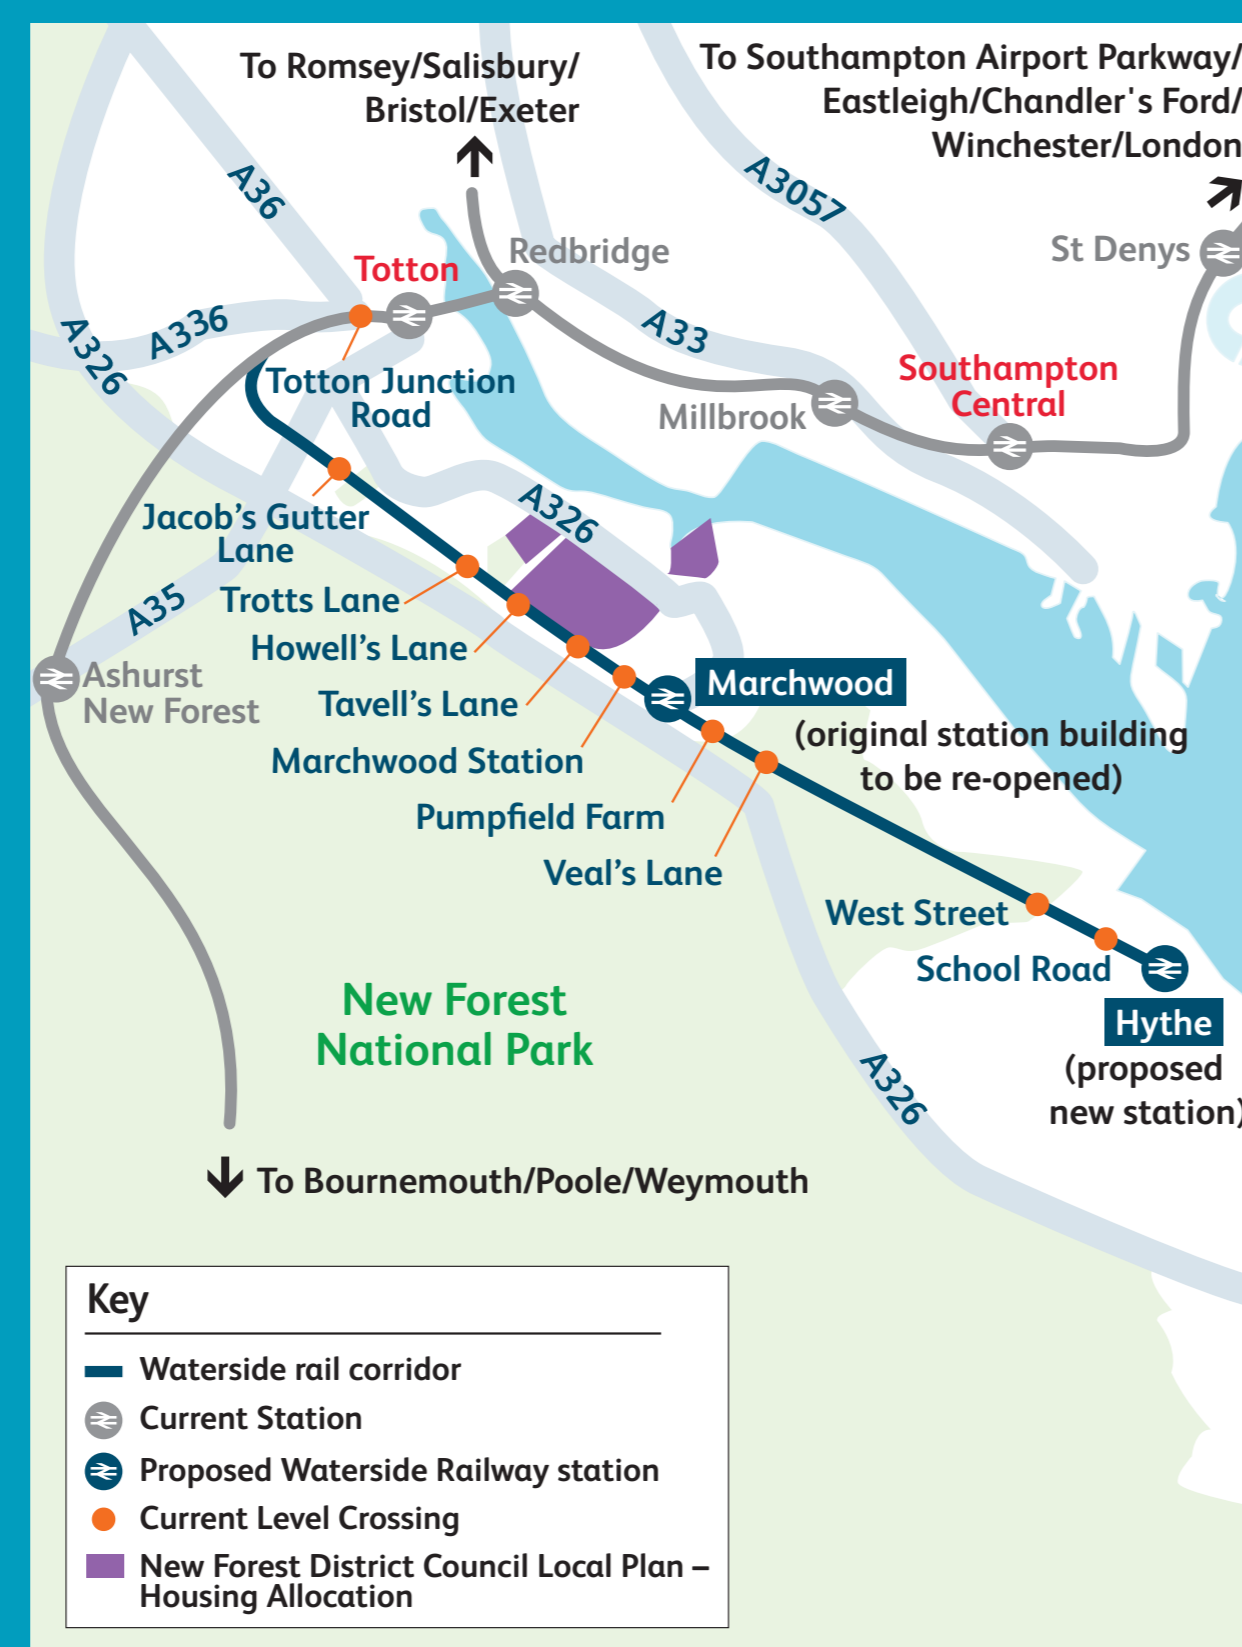 To Romsey/Salisbury/
Bristol/Exeter
To Southampton Airport Parkway/
Eastleigh/Chandler's Ford/
Winchester/London
A36
A3057
St Denys
Redbridge
Totton
A336
A326
A33
Totton Junction
Road
Southampton
Central
Millbrook
Jacob’s Gutter
Lane
A326
A35
Trotts Lane
Howell’s Lane
Ashurst
New Forest
Tavell’s Lane
Marchwood
(original station building
to be re-opened)
Marchwood Station
Pumpfield Farm
Veal’s Lane
West Street
School Road
New Forest
National Park
Hythe
(proposed
new station)
A326
To Bournemouth/Poole/Weymouth
Key
Waterside rail corridor
Current Station
Proposed Waterside Railway station
Current Level Crossing
New Forest District Council Local Plan –
Housing Allocation